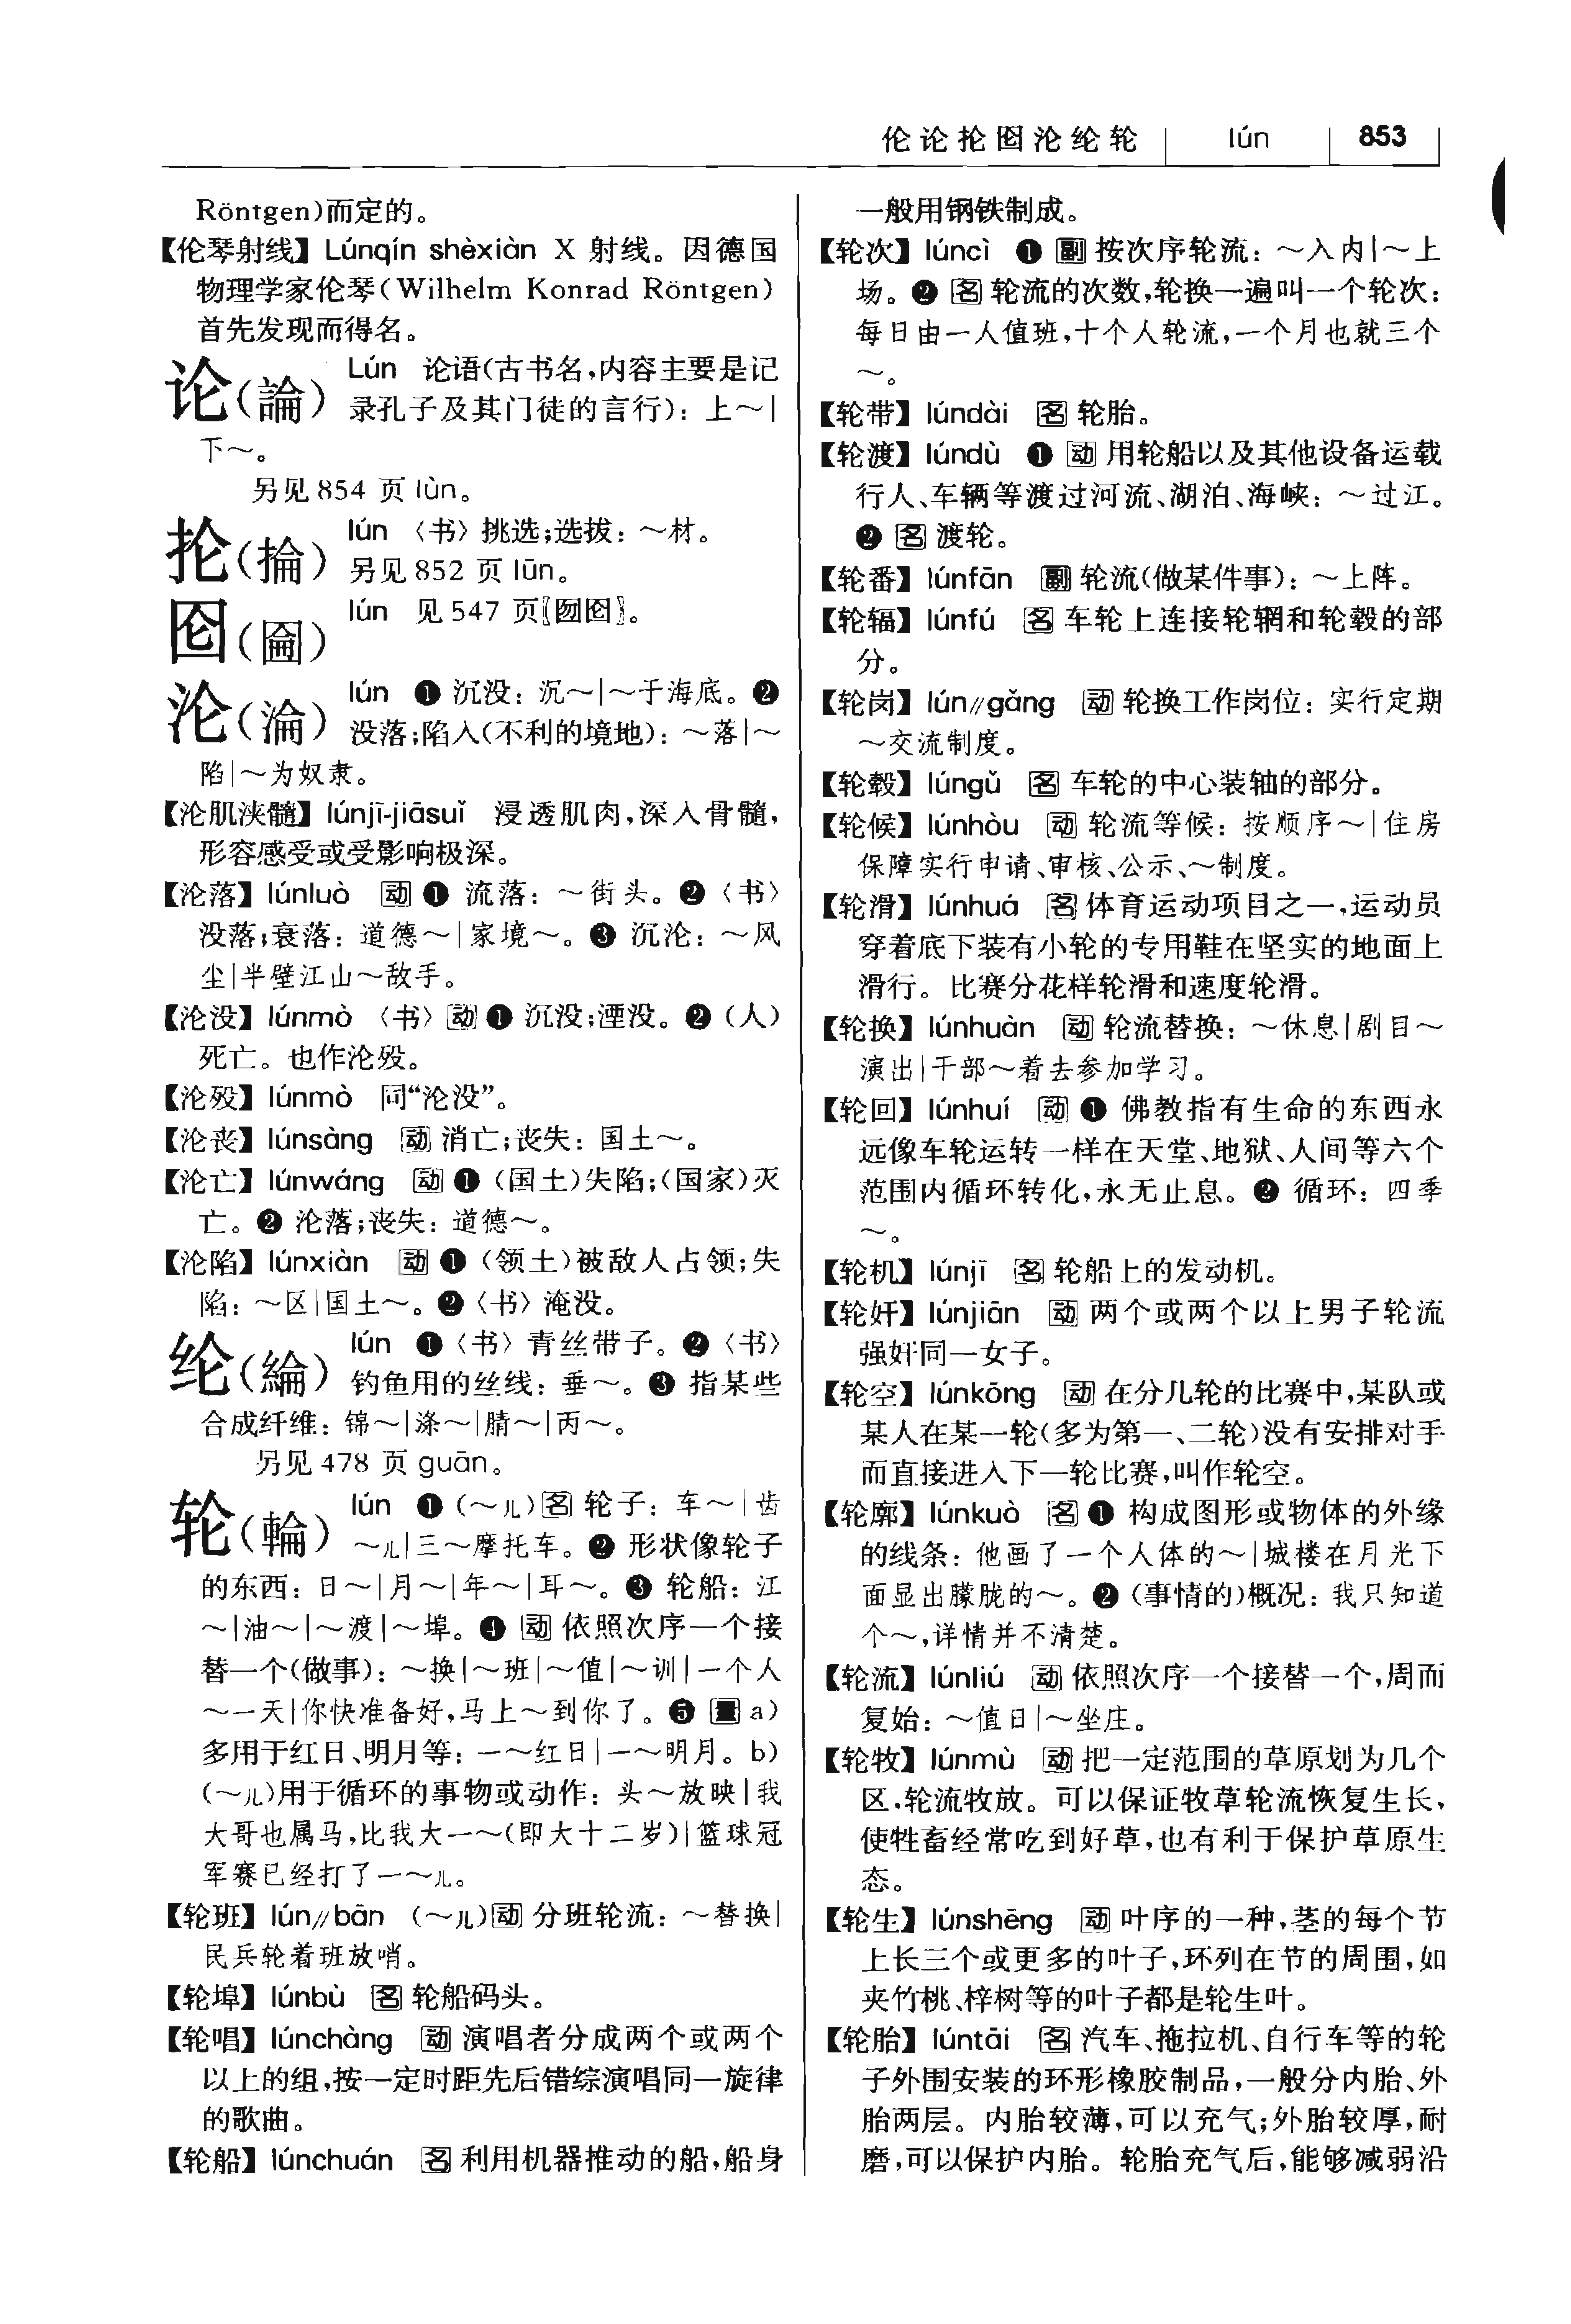 伦论抡囵沦纶轮 lún 853
Röntgen)而定的。
【伦琴射线】Lúnqín shèxiàn X 射线。因德国
物理学家伦琴(Wilhelm Konrad Röntgen)
首先发现而得名。
论(論) Lún 论语(古书名,内容主要是记
录孔子及其门徒的言行)：上～|
下～。
另见 854 页 lùn。
抡(掄) lún 〈书〉挑选;选拔：～材。
另见 852 页 lūn。
囵(圇) lún 见 547 页〖囫囵〗。
沦(淪) lún ❶ 沉没：沉～|～于海底。❷
没落;陷入(不利的境地)：～落|～
陷|～为奴隶。
【沦肌浃髓】lúnjī-jiāsuǐ 浸透肌肉,深入骨髓,
形容感受或受影响极深。
【沦落】lúnluò 动 ❶ 流落：～街头。❷〈书〉
没落;衰落：道德～|家境～。❸ 沉沦：～风
尘|半壁江山～敌手。
【沦没】lúnmò 〈书〉动 ❶ 沉没;湮没。❷（人）
死亡。也作沦殁。
【沦殁】lúnmò 同“沦没”。
【沦丧】lúnsàng 动 消亡;丧失：国土～。
【沦亡】lúnwáng 动 ❶（国土)失陷;(国家)灭
亡。❷ 沦落;丧失：道德～。
【沦陷】lúnxiàn 动 ❶（领土)被敌人占领;失
陷：～区|国土～。❷〈书〉淹没。
纶(綸) lún ❶〈书〉青丝带子。❷〈书〉
钓鱼用的丝线：垂～。❸ 指某些
合成纤维：锦～|涤～|腈～|丙～。
另见 478 页 guān。
轮(輪) lún ❶（～儿)名 轮子：车～|齿
～儿|三～摩托车。❷ 形状像轮子
的东西：日～|月～|年～|耳～。❸ 轮船：江
～|油～|～渡|～埠。❹ 动 依照次序一个接
替一个(做事)：～换|～班|～值|～训|一个人
～一天|你快准备好,马上～到你了。❺ 量 a）
多用于红日、明月等：一～红日|一～明月。b）
(～儿)用于循环的事物或动作：头～放映|我
大哥也属马,比我大一～(即大十二岁)|篮球冠
军赛已经打了一～儿。
【轮班】lún//bān （～儿)动 分班轮流：～替换|
民兵轮着班放哨。
【轮埠】lúnbù 名 轮船码头。
【轮唱】lúnchàng 动 演唱者分成两个或两个
以上的组,按一定时距先后错综演唱同一旋律
的歌曲。
【轮船】lúnchuán 名 利用机器推动的船,船身
一般用钢铁制成。
【轮次】lúncì ❶ 副 按次序轮流：～入内|～上
场。❷ 名 轮流的次数,轮换一遍叫一个轮次：
每日由一人值班,十个人轮流,一个月也就三个
～。
【轮带】lúndài 名 轮胎。
【轮渡】lúndù ❶ 动 用轮船以及其他设备运载
行人、车辆等渡过河流、湖泊、海峡：～过江。
❷ 名 渡轮。
【轮番】lúnfān 副 轮流(做某件事)：～上阵。
【轮辐】lúnfú 名 车轮上连接轮辋和轮毂的部
分。
【轮岗】lún//gǎng 动 轮换工作岗位：实行定期
～交流制度。
【轮毂】lúngǔ 名 车轮的中心装轴的部分。
【轮候】lúnhòu 动 轮流等候：按顺序～|住房
保障实行申请、审核、公示、～制度。
【轮滑】lúnhuá 名 体育运动项目之一,运动员
穿着底下装有小轮的专用鞋在坚实的地面上
滑行。比赛分花样轮滑和速度轮滑。
【轮换】lúnhuàn 动 轮流替换：～休息|剧目～
演出|干部～着去参加学习。
【轮回】lúnhuí 动 ❶ 佛教指有生命的东西永
远像车轮运转一样在天堂、地狱、人间等六个
范围内循环转化,永无止息。❷ 循环：四季
～。
【轮机】lúnjī 名 轮船上的发动机。
【轮奸】lúnjiān 动 两个或两个以上男子轮流
强奸同一女子。
【轮空】lúnkōng 动 在分几轮的比赛中,某队或
某人在某一轮(多为第一、二轮)没有安排对手
而直接进入下一轮比赛,叫作轮空。
【轮廓】lúnkuò 名 ❶ 构成图形或物体的外缘
的线条：他画了一个人体的～|城楼在月光下
面显出朦胧的～。❷（事情的)概况：我只知道
个～,详情并不清楚。
【轮流】lúnliú 动 依照次序一个接替一个,周而
复始：～值日|～坐庄。
【轮牧】lúnmù 动 把一定范围的草原划为几个
区,轮流牧放。可以保证牧草轮流恢复生长,
使牲畜经常吃到好草,也有利于保护草原生
态。
【轮生】lúnshēng 动 叶序的一种,茎的每个节
上长三个或更多的叶子,环列在节的周围,如
夹竹桃、梓树等的叶子都是轮生叶。
【轮胎】lúntāi 名 汽车、拖拉机、自行车等的轮
子外围安装的环形橡胶制品,一般分内胎、外
胎两层。内胎较薄,可以充气;外胎较厚,耐
磨,可以保护内胎。轮胎充气后,能够减弱沿